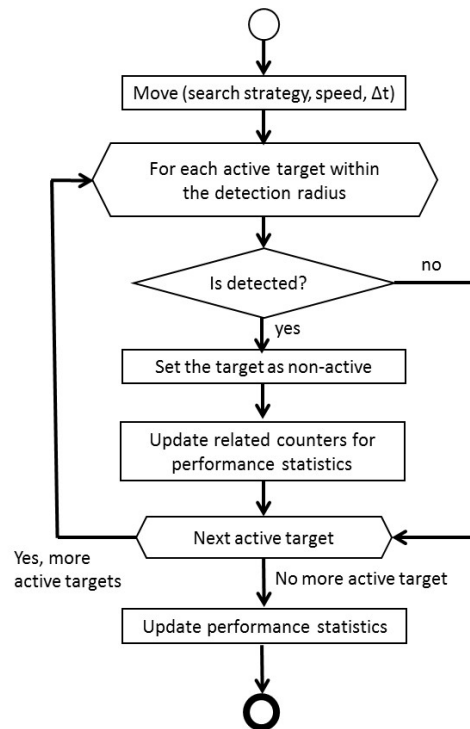 Move (search strategy, speed, Δt)
For each active target within
the detection radius
Is detected?
no
yes
Set the target as non-active
Update related counters for
performance statistics
Next active target
Yes, more
active targets
No more active target
Update performance statistics